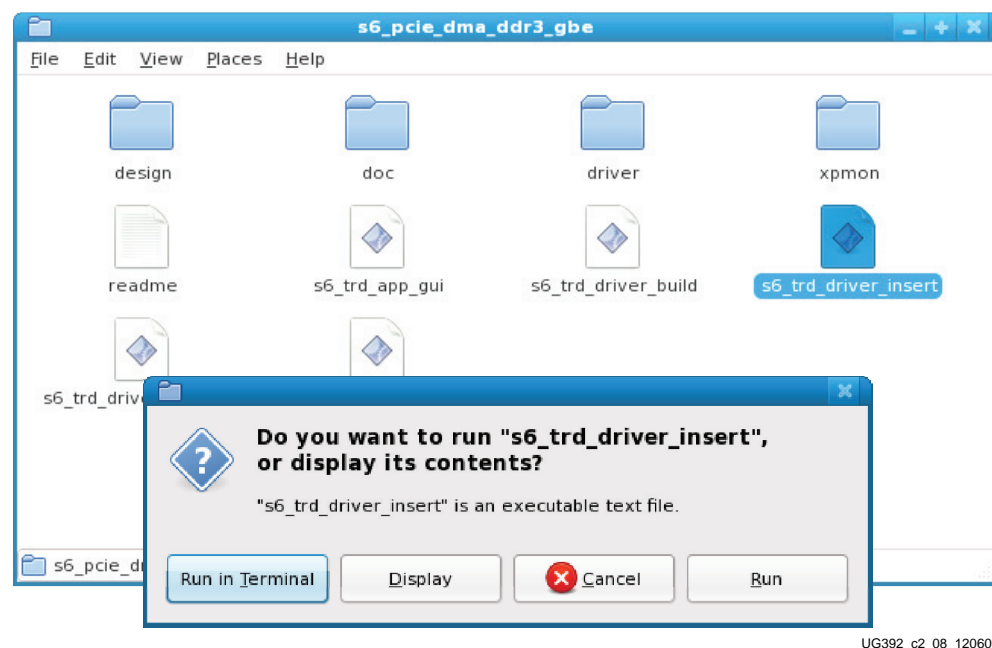 s6_pcie_dma_ddr3_gbe
File Edit View Places Help
design doc driver xpmon
readme s6_trd_app_gui s6_trd_driver_build s6_trd_driver_insert
s6_trd_driv
Do you want to run "s6_trd_driver_insert",
or display its contents?
"s6_trd_driver_insert" is an executable text file.
s6_pcie_d
Run in Terminal Display Cancel Run
UG392_c2_08_12060